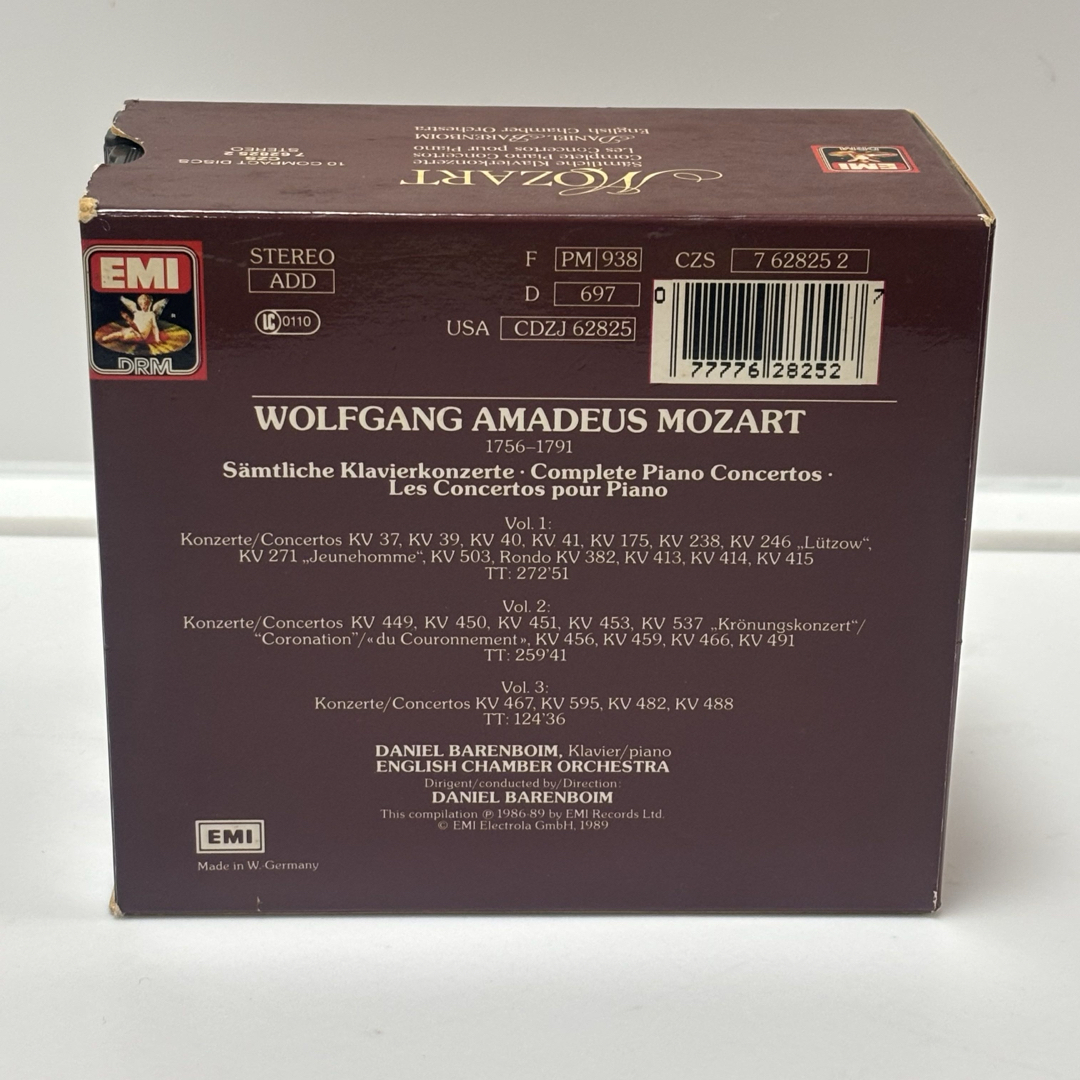 10 COMPACT DISCS
CZS
7 62825 2
STEREO
MOZART
Sämtliche Klavierkonzerte
Complete Piano Concertos
Les Concertos pour Piano
DANIEL BARENBOIM
English Chamber Orchestra
EMI
EMI
DRM
STEREO
ADD
LC 0110
F PM 938 CZS 7 62825 2
D 697
USA CDZJ 62825
0 77776 28252 7
WOLFGANG AMADEUS MOZART
1756–1791
Sämtliche Klavierkonzerte · Complete Piano Concertos ·
Les Concertos pour Piano
Vol. 1:
Konzerte/Concertos KV 37, KV 39, KV 40, KV 41, KV 175, KV 238, KV 246 „Lützow“,
KV 271 „Jeunehomme“, KV 503, Rondo KV 382, KV 413, KV 414, KV 415
TT: 272'51
Vol. 2:
Konzerte/Concertos KV 449, KV 450, KV 451, KV 453, KV 537 „Krönungskonzert“/
“Coronation”/«du Couronnement», KV 456, KV 459, KV 466, KV 491
TT: 259'41
Vol. 3:
Konzerte/Concertos KV 467, KV 595, KV 482, KV 488
TT: 124'36
DANIEL BARENBOIM, Klavier/piano
ENGLISH CHAMBER ORCHESTRA
Dirigent/conducted by/Direction:
DANIEL BARENBOIM
This compilation ℗ 1986-89 by EMI Records Ltd.
© EMI Electrola GmbH, 1989
EMI
Made in W.-Germany